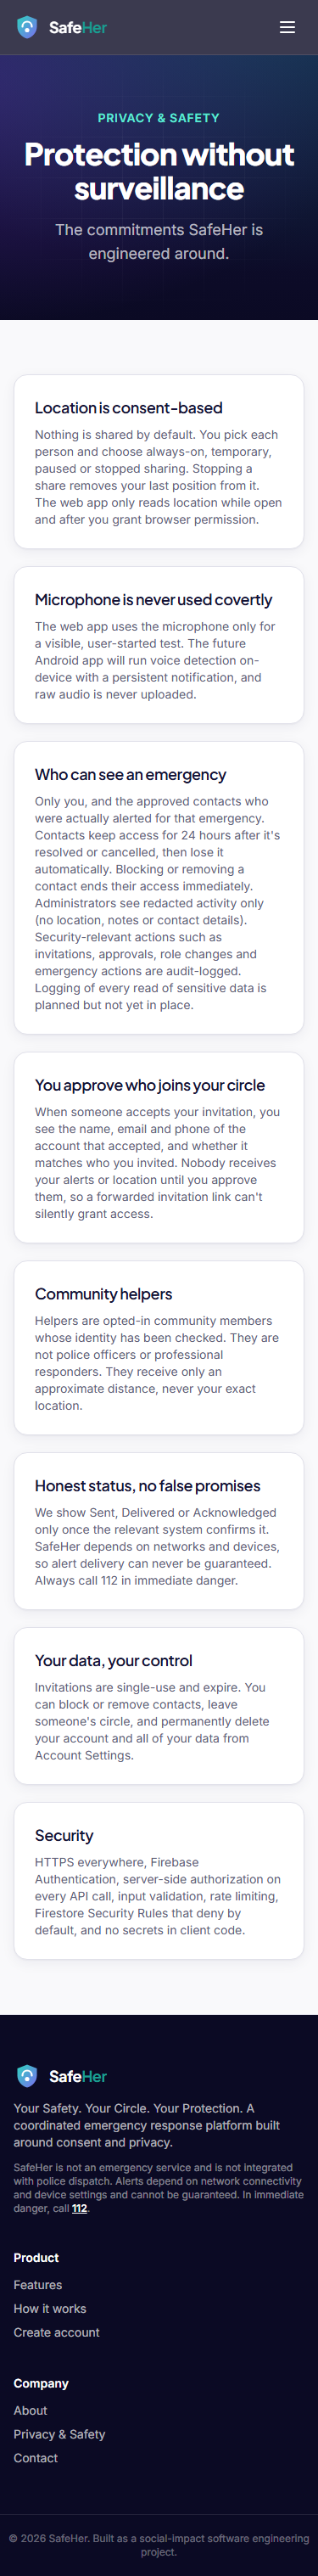 SafeHer
PRIVACY & SAFETY
Protection without
surveillance
The commitments SafeHer is
engineered around.
Location is consent-based
Nothing is shared by default. You pick each
person and choose always-on, temporary,
paused or stopped sharing. Stopping a
share removes your last position from it.
The web app only reads location while open
and after you grant browser permission.
Microphone is never used covertly
The web app uses the microphone only for
a visible, user-started test. The future
Android app will run voice detection on-
device with a persistent notification, and
raw audio is never uploaded.
Who can see an emergency
Only you, and the approved contacts who
were actually alerted for that emergency.
Contacts keep access for 24 hours after it's
resolved or cancelled, then lose it
automatically. Blocking or removing a
contact ends their access immediately.
Administrators see redacted activity only
(no location, notes or contact details).
Security-relevant actions such as
invitations, approvals, role changes and
emergency actions are audit-logged.
Logging of every read of sensitive data is
planned but not yet in place.
You approve who joins your circle
When someone accepts your invitation, you
see the name, email and phone of the
account that accepted, and whether it
matches who you invited. Nobody receives
your alerts or location until you approve
them, so a forwarded invitation link can't
silently grant access.
Community helpers
Helpers are opted-in community members
whose identity has been checked. They are
not police officers or professional
responders. They receive only an
approximate distance, never your exact
location.
Honest status, no false promises
We show Sent, Delivered or Acknowledged
only once the relevant system confirms it.
SafeHer depends on networks and devices,
so alert delivery can never be guaranteed.
Always call 112 in immediate danger.
Your data, your control
Invitations are single-use and expire. You
can block or remove contacts, leave
someone's circle, and permanently delete
your account and all of your data from
Account Settings.
Security
HTTPS everywhere, Firebase
Authentication, server-side authorization on
every API call, input validation, rate limiting,
Firestore Security Rules that deny by
default, and no secrets in client code.
SafeHer
Your Safety. Your Circle. Your Protection. A
coordinated emergency response platform built
around consent and privacy.
SafeHer is not an emergency service and is not integrated
with police dispatch. Alerts depend on network connectivity
and device settings and cannot be guaranteed. In immediate
danger, call 112.
Product
Features
How it works
Create account
Company
About
Privacy & Safety
Contact
© 2026 SafeHer. Built as a social-impact software engineering
project.